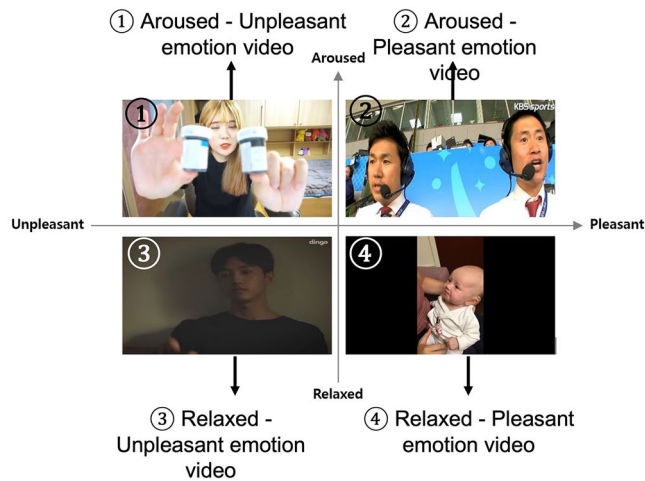 ① Aroused - Unpleasant
emotion video
② Aroused -
Pleasant emotion
video
Aroused
①
②
KBS sports
Unpleasant
Pleasant
③
dingo
④
Relaxed
③ Relaxed -
Unpleasant emotion
video
④ Relaxed - Pleasant
emotion video